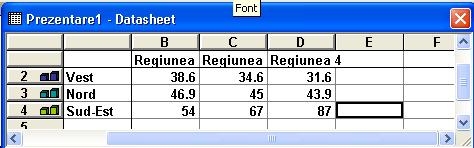 Font
Prezentare1 - Datasheet
B C D E F
Regiunea Regiunea Regiunea 4
2 Vest 38.6 34.6 31.6
3 Nord 46.9 45 43.9
4 Sud-Est 54 67 87
5